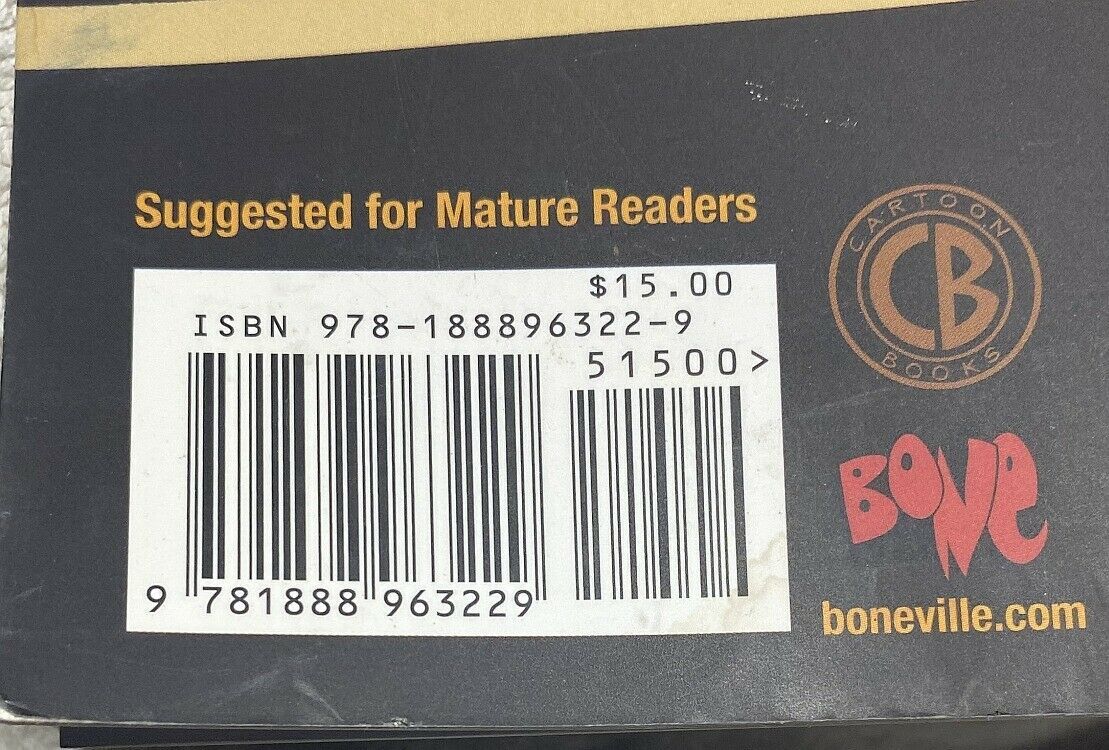 Suggested for Mature Readers
$15.00
ISBN 978-188896322-9
51500>
9 781888 963229
CARTOON
CB
BOOKS
BONE
boneville.com